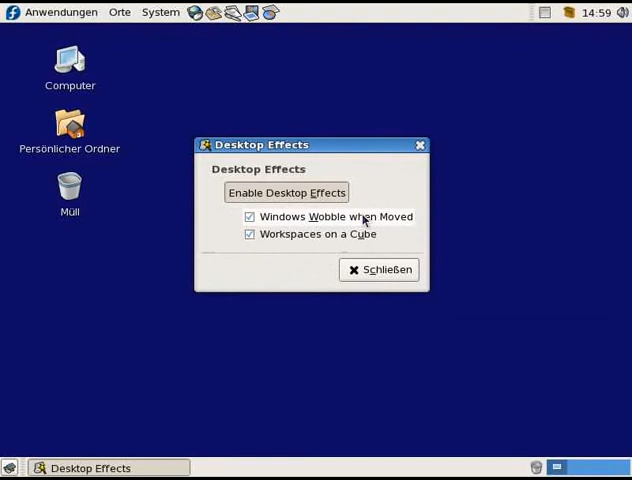 Anwendungen Orte System 14:59
Computer
Persönlicher Ordner
Müll
Desktop Effects
Desktop Effects
Enable Desktop Effects
Windows Wobble when Moved
Workspaces on a Cube
Schließen
Desktop Effects